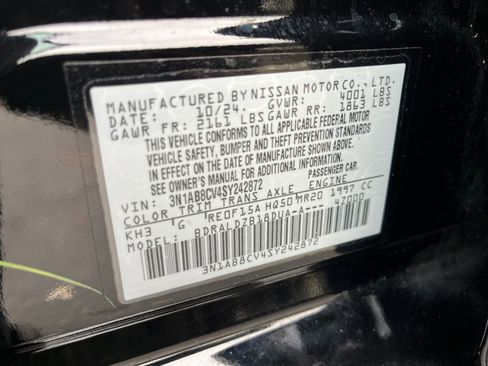 MANUFACTURED BY NISSAN MOTOR CO., LTD.
DATE: 10/24 GVWR: 4001 LBS
GAWR FR: 2161 LBS GAWR RR: 1863 LBS
THIS VEHICLE CONFORMS TO ALL APPLICABLE FEDERAL MOTOR
VEHICLE SAFETY, BUMPER AND THEFT PREVENTION STANDARDS
IN EFFECT ON THE DATE OF MANUFACTURE SHOWN ABOVE.
SEE OWNER'S MANUAL FOR ADDITIONAL INFORMATION.
VIN: 3N1AB8CV4SY242872 PASSENGER CAR.
COLOR TRIM TRANS AXLE ENGINE
KH3 G RE0F15A HQ50 MR20 1997 CC
MODEL: BDRALDZB18DUA-A--- 47000
3N1AB8CV4SY242872